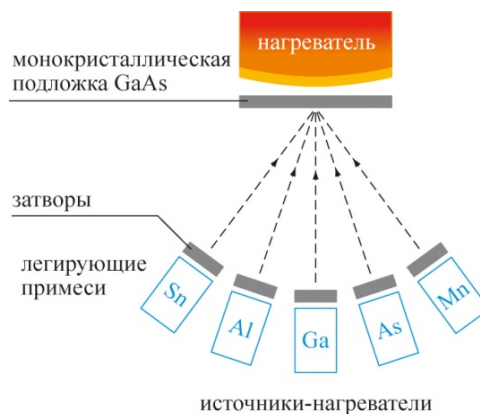 нагреватель
монокристаллическая
подложка GaAs
затворы
легирующие
примеси
Sn
Al
Ga
As
Mn
источники-нагреватели